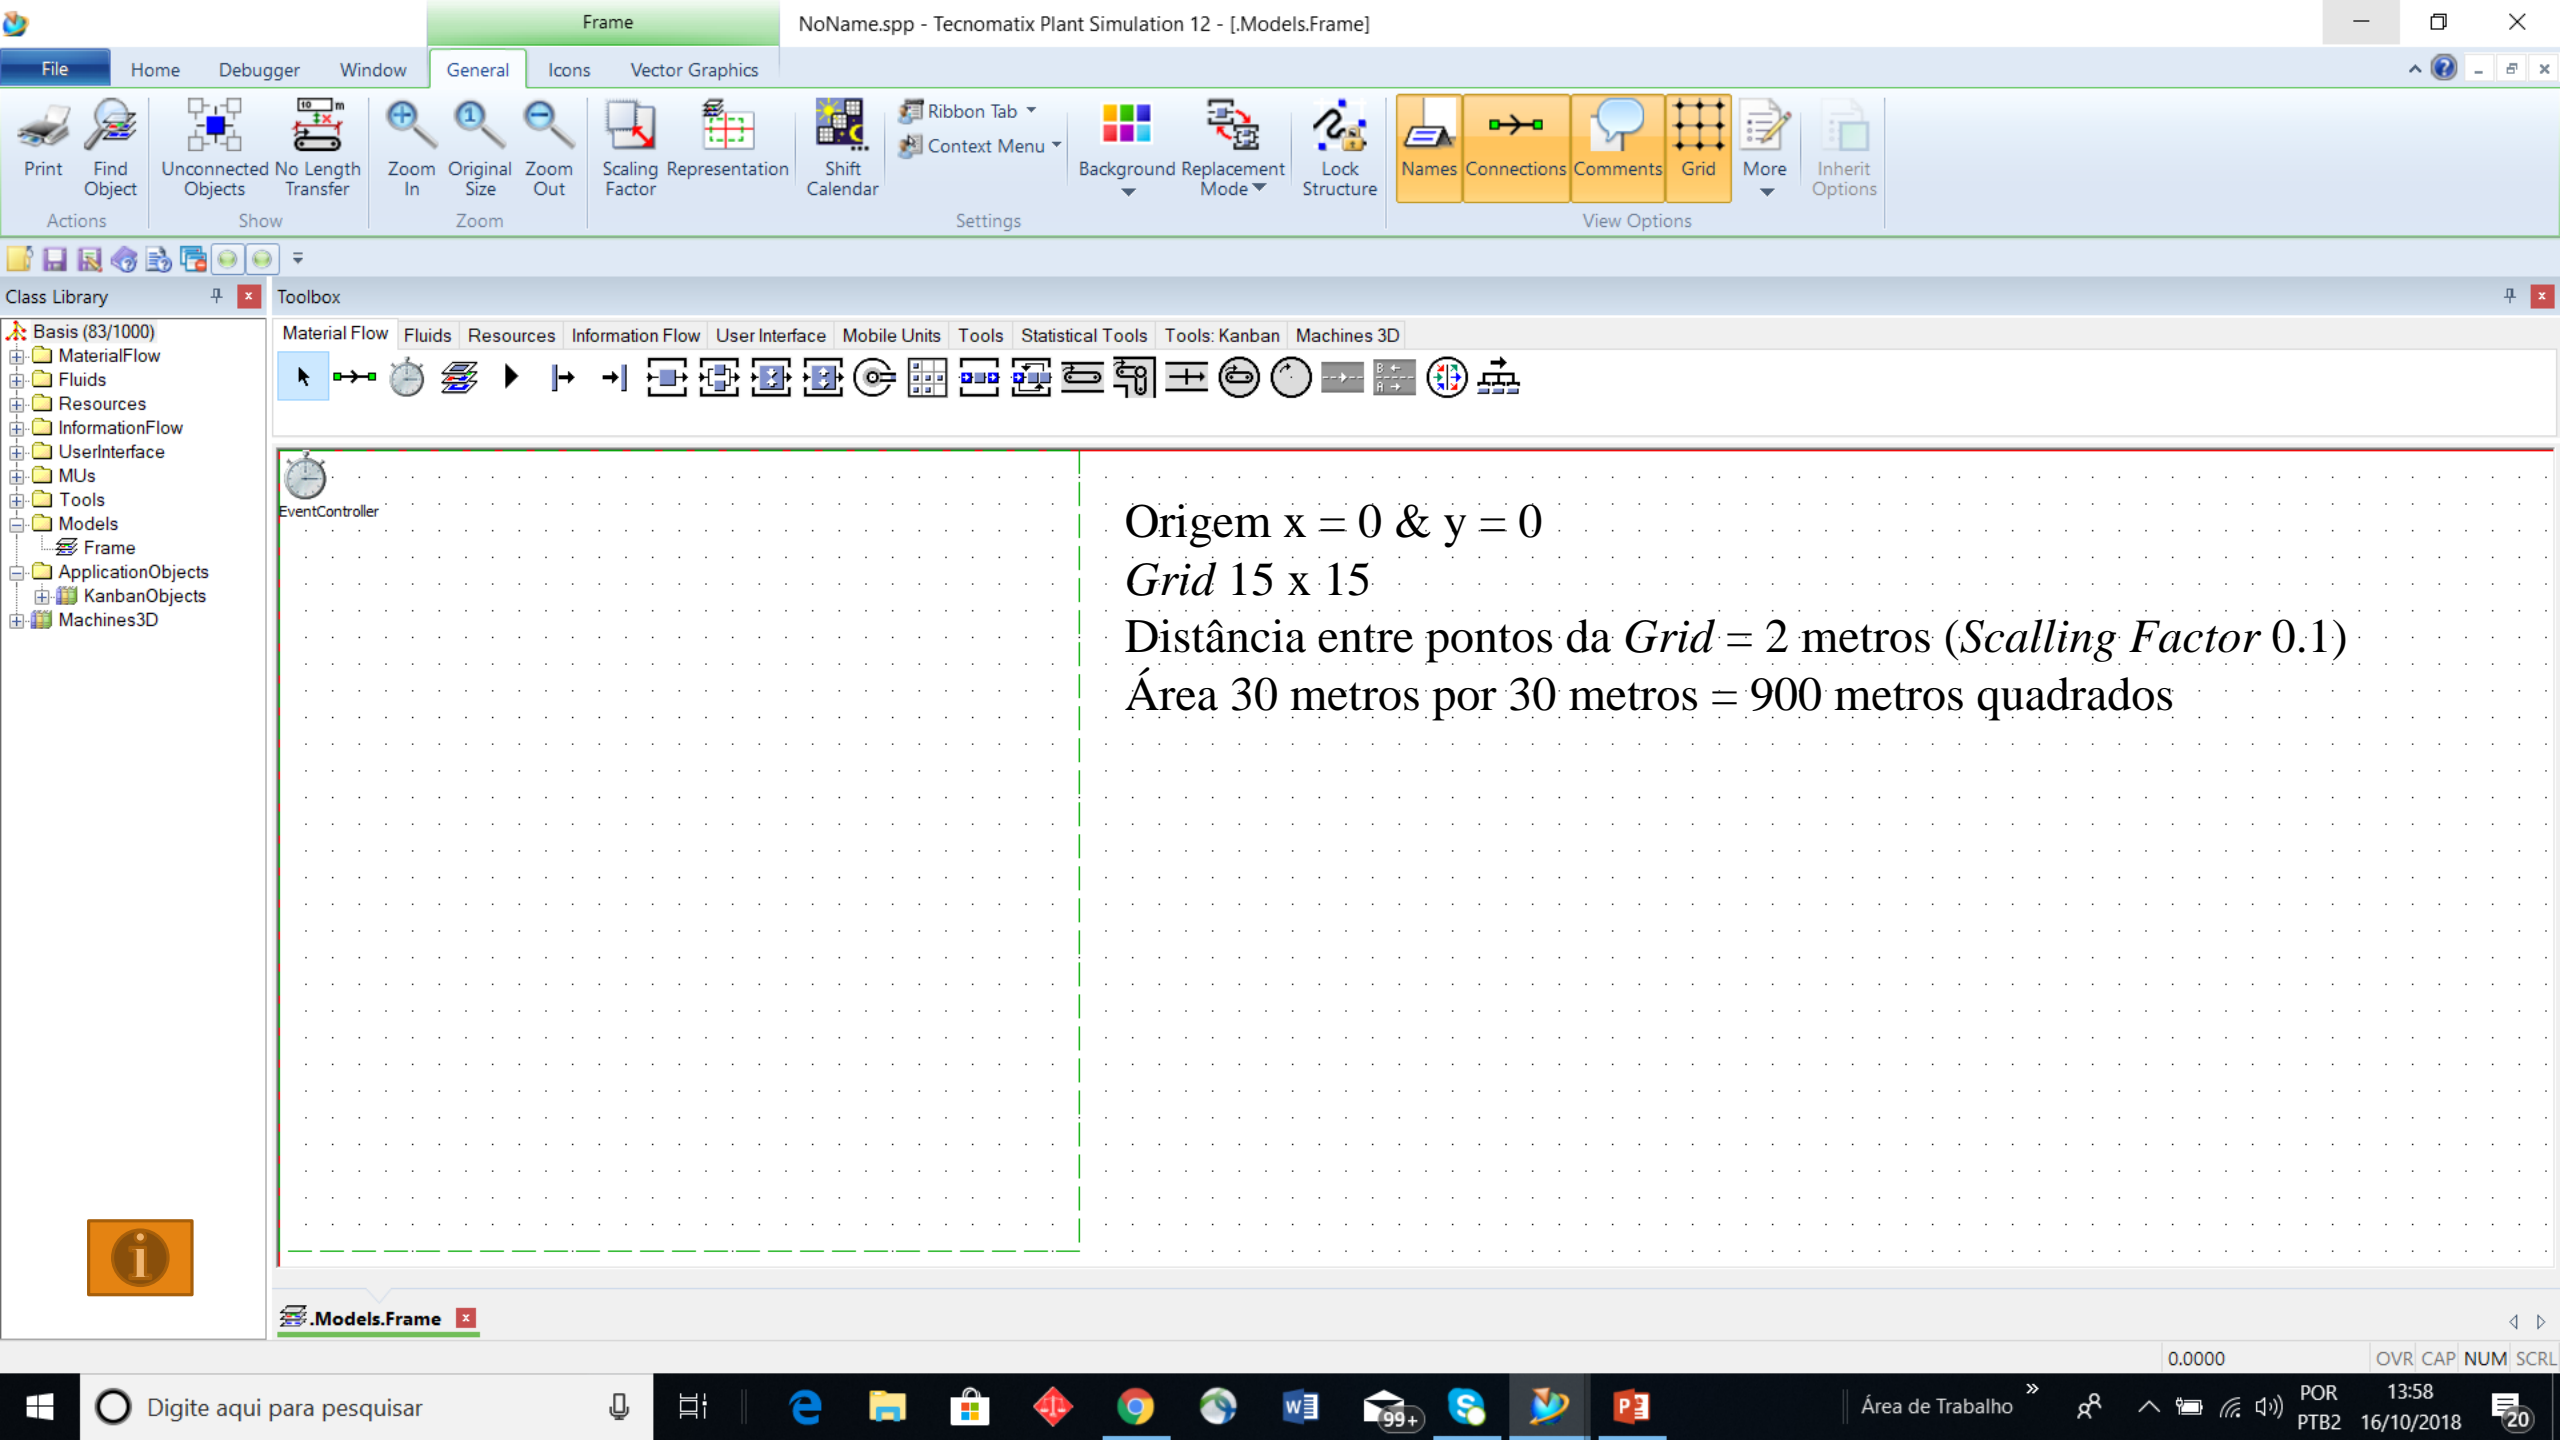 Frame
NoName.spp - Tecnomatix Plant Simulation 12 - [.Models.Frame]
File Home Debugger Window General Icons Vector Graphics
Print Find Object Unconnected Objects No Length Transfer Zoom In Original Size Zoom Out Scaling Factor Representation Shift Calendar Ribbon Tab Context Menu Background Replacement Mode Lock Structure Names Connections Comments Grid More Inherit Options
Actions Show Zoom Settings View Options
Class Library
Toolbox
Basis (83/1000)
MaterialFlow
Fluids
Resources
InformationFlow
UserInterface
MUs
Tools
Models
Frame
ApplicationObjects
KanbanObjects
Machines3D
Material Flow Fluids Resources Information Flow User Interface Mobile Units Tools Statistical Tools Tools: Kanban Machines 3D
EventController
Origem x = 0 & y = 0
Grid 15 x 15
Distância entre pontos da Grid = 2 metros (Scalling Factor 0.1)
Área 30 metros por 30 metros = 900 metros quadrados
.Models.Frame
0.0000 OVR CAP NUM SCRL
Digite aqui para pesquisar
99+
Área de Trabalho
POR
PTB2
13:58
16/10/2018
20